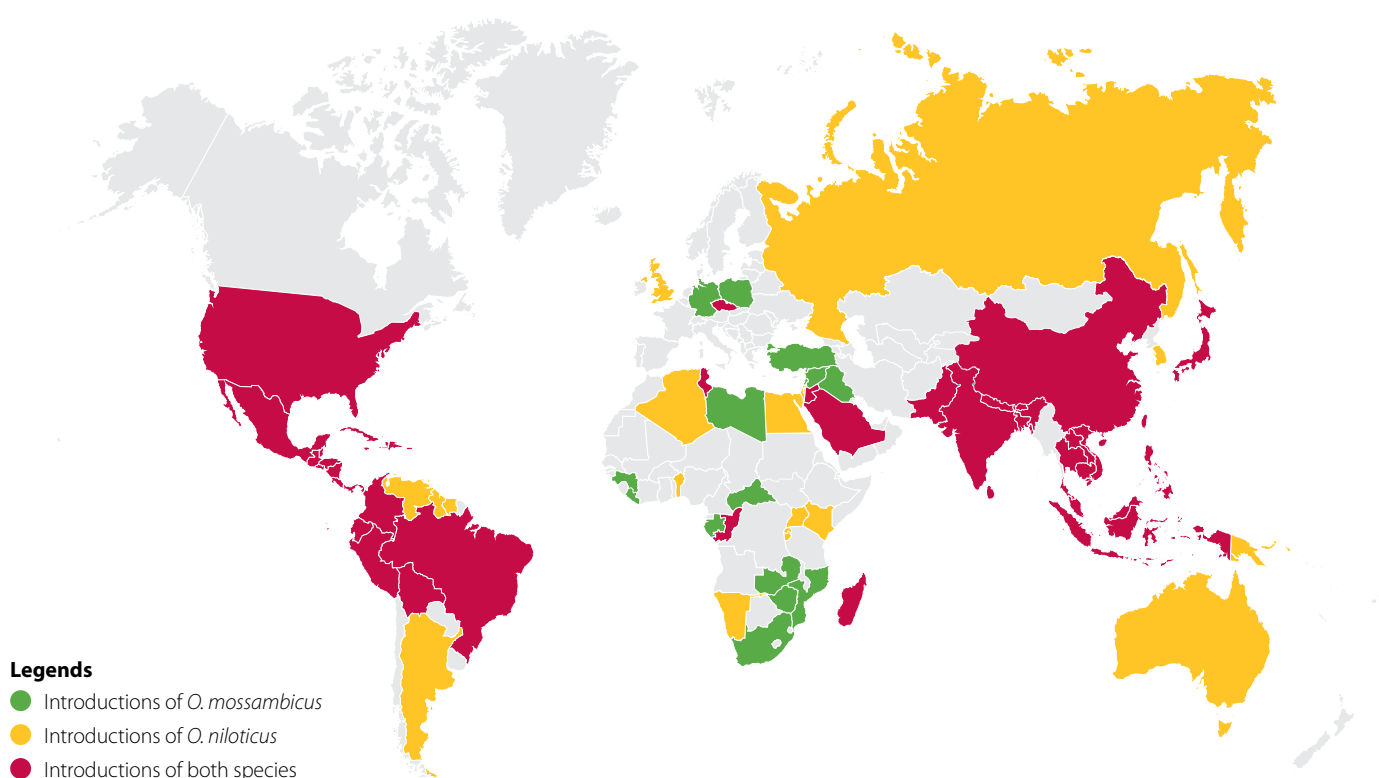 Legends
Introductions of O. mossambicus
Introductions of O. niloticus
Introductions of both species